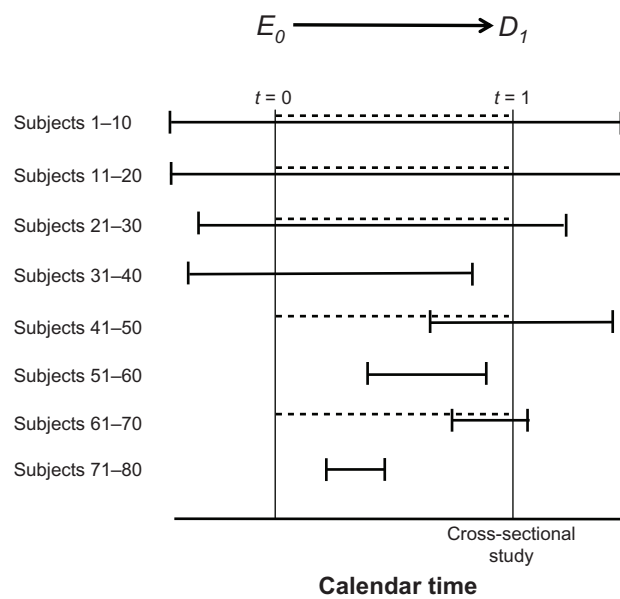 E₀ D₁
t = 0 t = 1
Subjects 1–10
Subjects 11–20
Subjects 21–30
Subjects 31–40
Subjects 41–50
Subjects 51–60
Subjects 61–70
Subjects 71–80
Cross-sectional
study
Calendar time